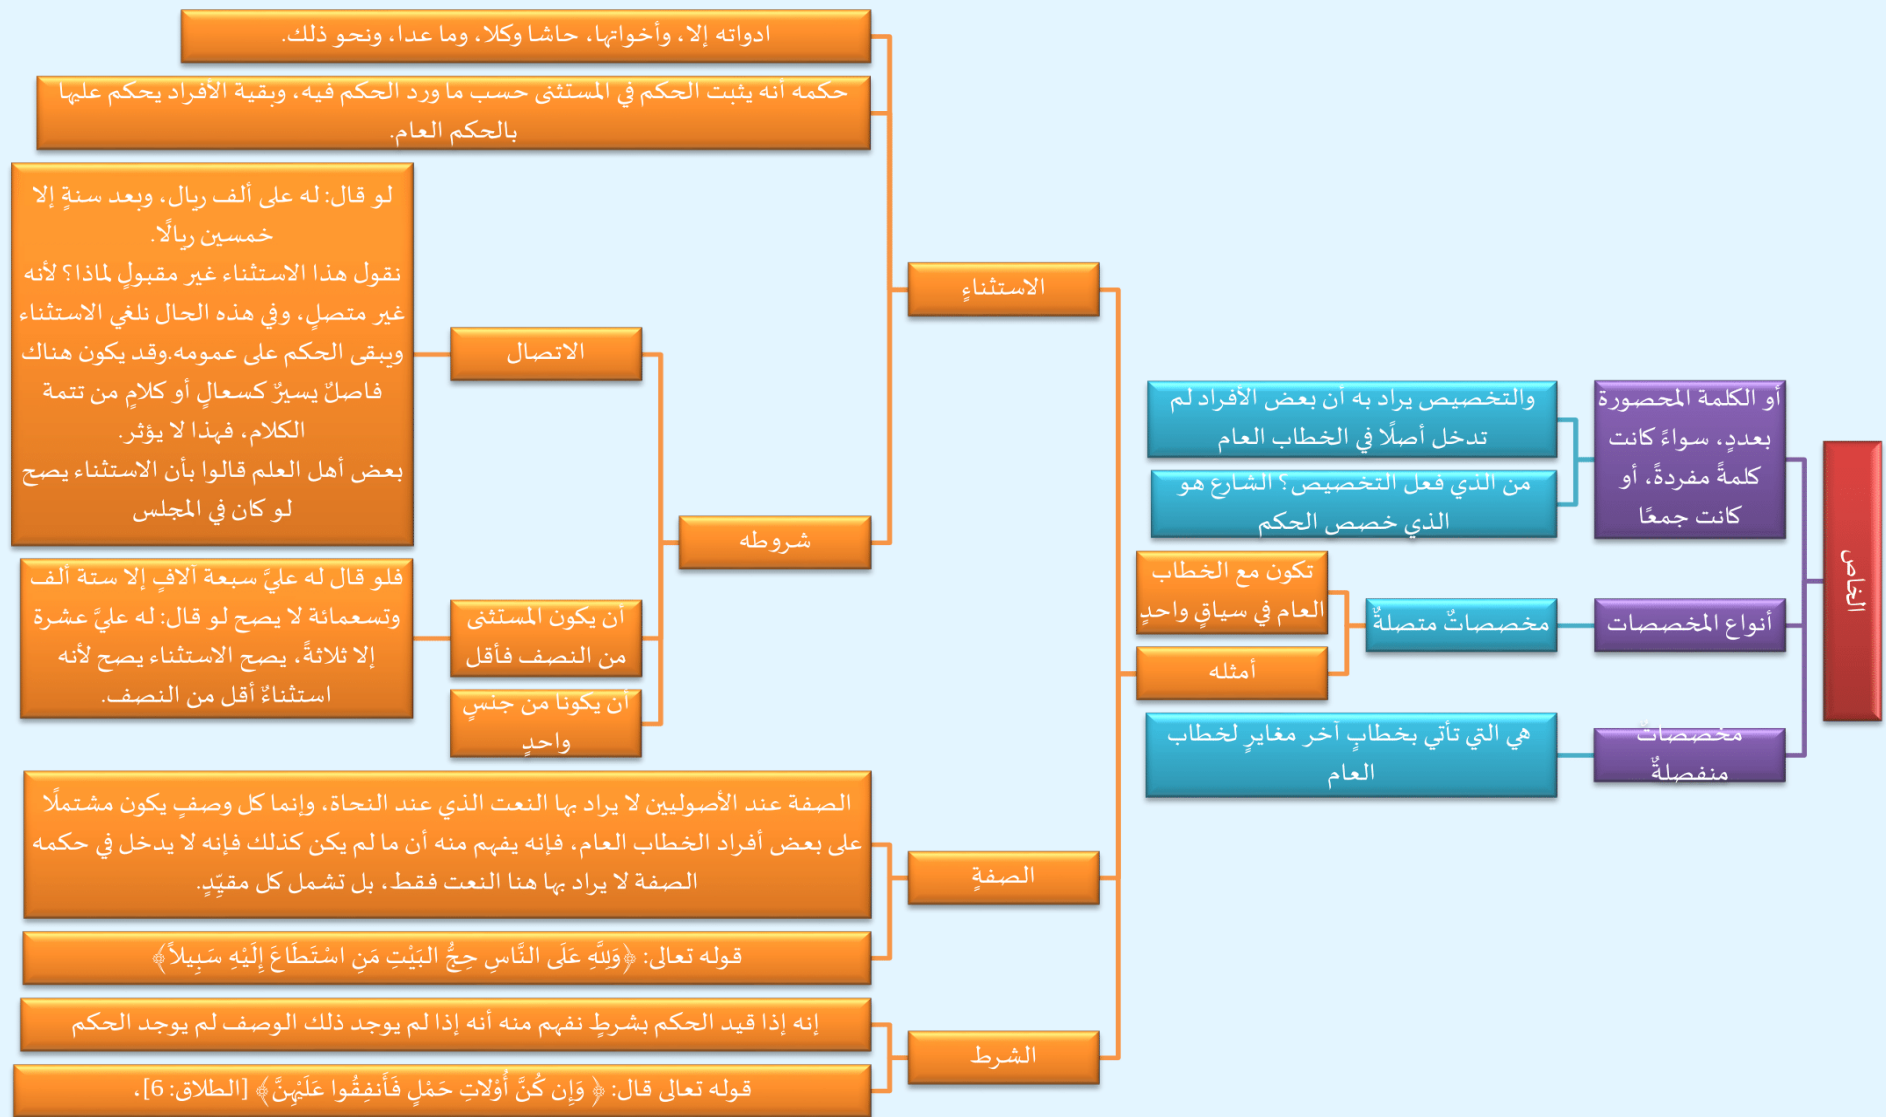 الخاص
أو الكلمة المحصورة
بعددٍ، سواءً كانت
كلمةً مفردةً، أو
كانت جمعًا
والتخصيص يراد به أن بعض الأفراد لم
تدخل أصلًا في الخطاب العام
من الذي فعل التخصيص؟ الشارع هو
الذي خصص الحكم
أنواع المخصصات
مخصصاتٌ متصلةٌ
تكون مع الخطاب
العام في سياقٍ واحدٍ
أمثله
الاستثناءٍ
ادواته إلا، وأخواتها، حاشا وكلا، وما عدا، ونحو ذلك.
حكمه أنه يثبت الحكم في المستثنى حسب ما ورد الحكم فيه، وبقية الأفراد يحكم عليها
بالحكم العام.
شروطه
الاتصال
لو قال: له على ألف ريال، وبعد سنةٍ إلا
خمسين ريالًا.
نقول هذا الاستثناء غير مقبولٍ لماذا؟ لأنه
غير متصلٍ، وفي هذه الحال نلغي الاستثناء
ويبقى الحكم على عمومه.وقد يكون هناك
فاصلٌ يسيرٌ كسعالٍ أو كلامٍ من تتمة
الكلام، فهذا لا يؤثر.
بعض أهل العلم قالوا بأن الاستثناء يصح
لو كان في المجلس
أن يكون المستثنى
من النصف فأقل
فلو قال له عليَّ سبعة آلافٍ إلا ستة ألف
وتسعمائة لا يصح لو قال: له عليَّ عشرة
إلا ثلاثةً، يصح الاستثناء يصح لأنه
استثناءٌ أقل من النصف.
أن يكونا من جنسٍ
واحدٍ
الصفةٍ
الصفة عند الأصوليين لا يراد بها النعت الذي عند النحاة، وإنما كل وصفٍ يكون مشتملًا
على بعض أفراد الخطاب العام، فإنه يفهم منه أن ما لم يكن كذلك فإنه لا يدخل في حكمه
الصفة لا يراد بها هنا النعت فقط، بل تشمل كل مقيِّدٍ.
قوله تعالى: ﴿وَلِلَّهِ عَلَى النَّاسِ حِجُّ البَيْتِ مَنِ اسْتَطَاعَ إِلَيْهِ سَبِيلاً﴾
الشرط
إنه إذا قيد الحكم بشرطٍ نفهم منه أنه إذا لم يوجد ذلك الوصف لم يوجد الحكم
قوله تعالى قال: ﴿ وَإِن كُنَّ أُوْلاتِ حَمْلٍ فَأَنفِقُوا عَلَيْهِنَّ﴾ [الطلاق: 6]،
مخصصاتٌ
منفصلةٌ
هي التي تأتي بخطابٍ آخر مغايرٍ لخطاب
العام